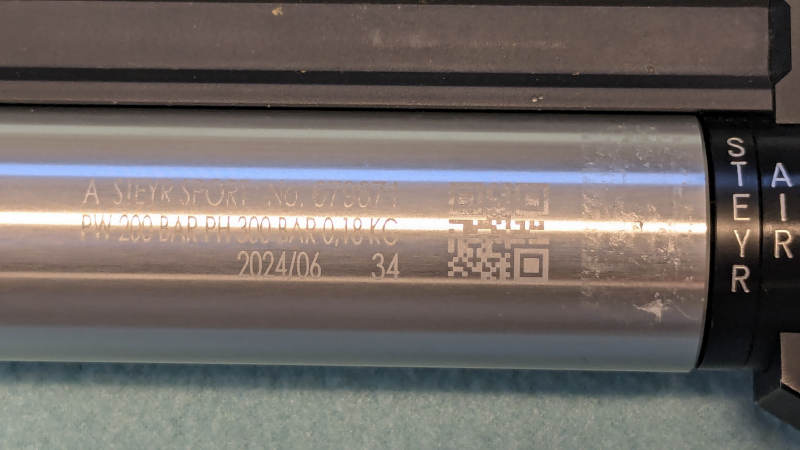 A STEYR SPORT No.
PW 200 BAR PH 300 BAR 0,18 KG
2024/06 34
STEYR
AIR